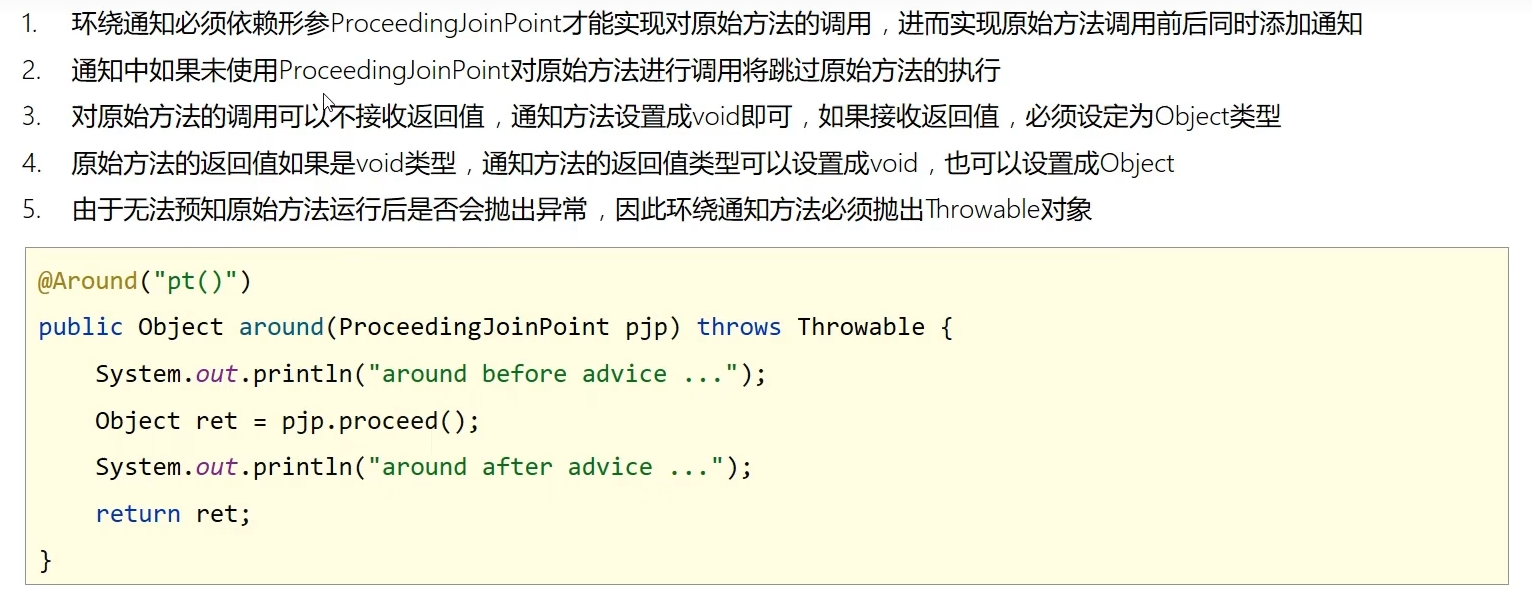 1. 环绕通知必须依赖形参ProceedingJoinPoint才能实现对原始方法的调用，进而实现原始方法调用前后同时添加通知
2. 通知中如果未使用ProceedingJoinPoint对原始方法进行调用将跳过原始方法的执行
3. 对原始方法的调用可以不接收返回值，通知方法设置成void即可，如果接收返回值，必须设定为Object类型
4. 原始方法的返回值如果是void类型，通知方法的返回值类型可以设置成void，也可以设置成Object
5. 由于无法预知原始方法运行后是否会抛出异常，因此环绕通知方法必须抛出Throwable对象
@Around("pt()")
public Object around(ProceedingJoinPoint pjp) throws Throwable {
    System.out.println("around before advice ...");
    Object ret = pjp.proceed();
    System.out.println("around after advice ...");
    return ret;
}